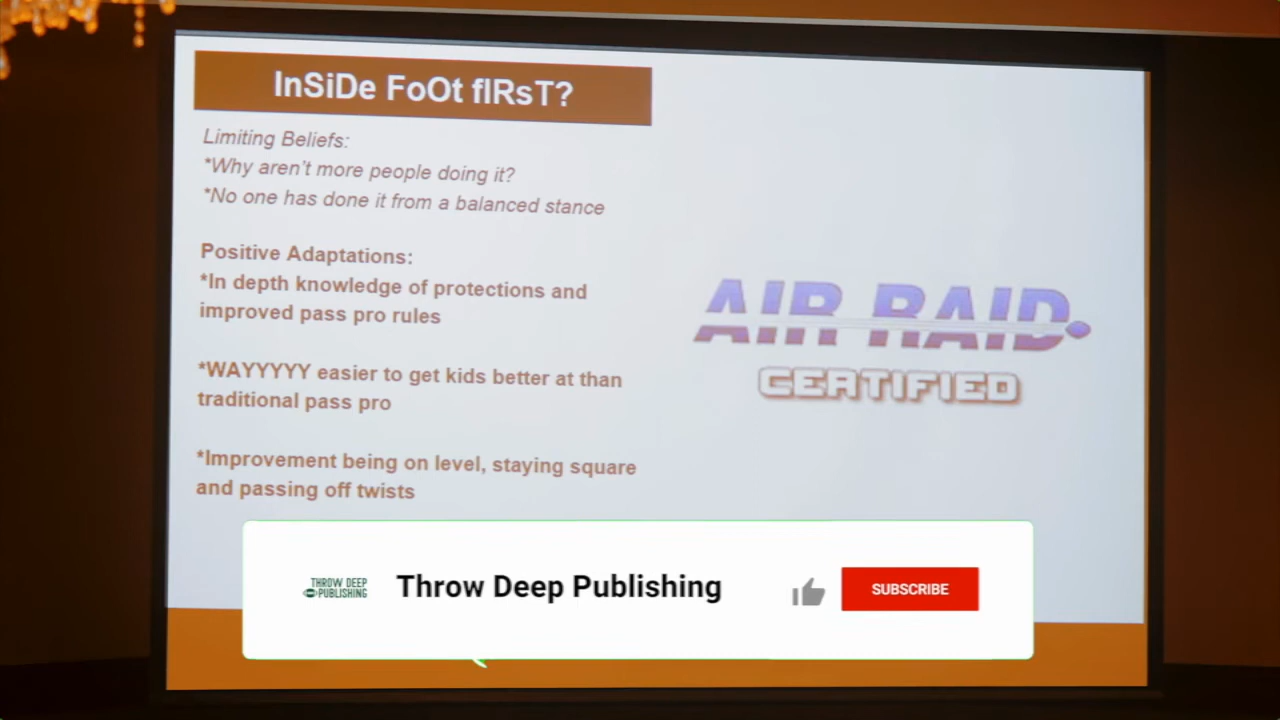 InSiDe FoOt fIRsT?
Limiting Beliefs:
*Why aren't more people doing it?
*No one has done it from a balanced stance
Positive Adaptations:
*In depth knowledge of protections and
improved pass pro rules
*WAYYYYY easier to get kids better at than
traditional pass pro
*Improvement being on level, staying square
and passing off twists
AIR RAID
CERTIFIED
THROW DEEP
PUBLISHING
Throw Deep Publishing
SUBSCRIBE